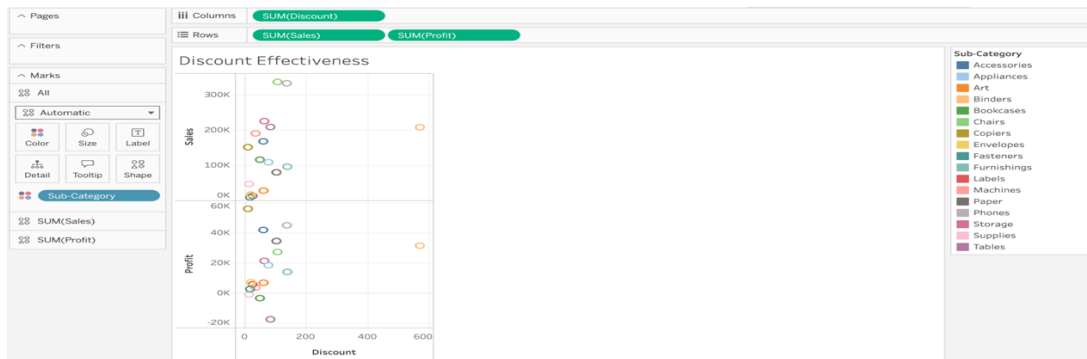 Pages
Columns
SUM(Discount)
Rows
SUM(Sales)
SUM(Profit)
Filters
Marks
All
Automatic
Color
Size
Label
Detail
Tooltip
Shape
Sub-Category
SUM(Sales)
SUM(Profit)
Discount Effectiveness
300K
200K
100K
0K
Sales
60K
40K
20K
0K
-20K
Profit
0
200
400
600
Discount
Sub-Category
Accessories
Appliances
Art
Binders
Bookcases
Chairs
Copiers
Envelopes
Fasteners
Furnishings
Labels
Machines
Paper
Phones
Storage
Supplies
Tables